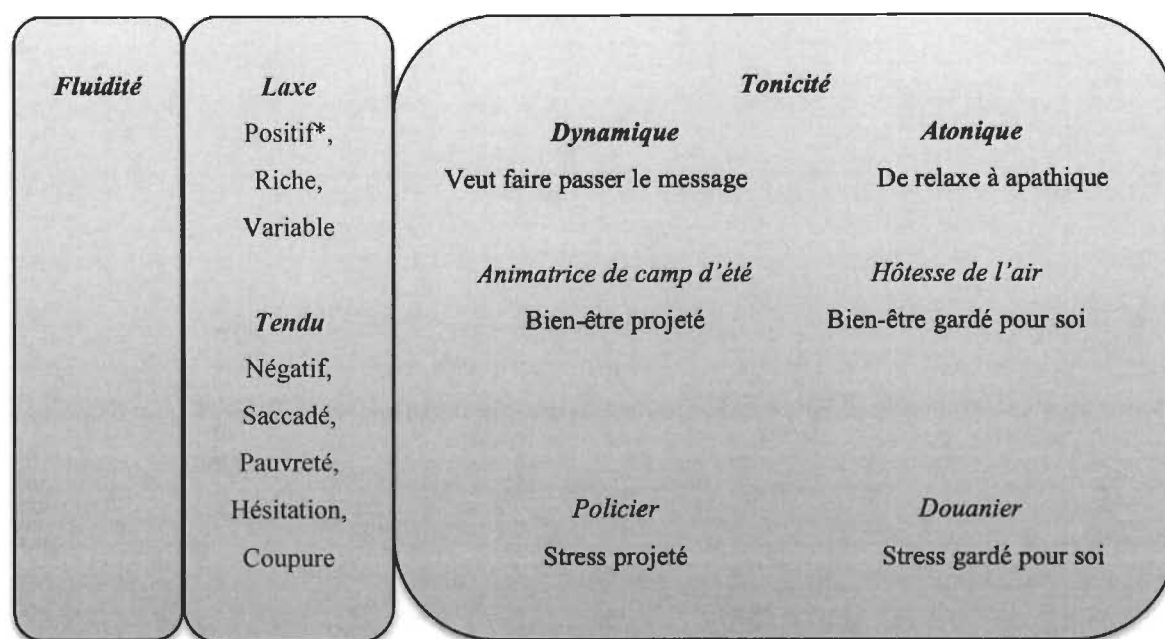 Fluidité
Laxe
Positif*,
Riche,
Variable
Tendu
Négatif,
Saccadé,
Pauvreté,
Hésitation,
Coupure
Tonicité
Dynamique Atonique
Veut faire passer le message De relaxe à apathique
Animatrice de camp d'été Hôtesse de l'air
Bien-être projeté Bien-être gardé pour soi
Policier Douanier
Stress projeté Stress gardé pour soi